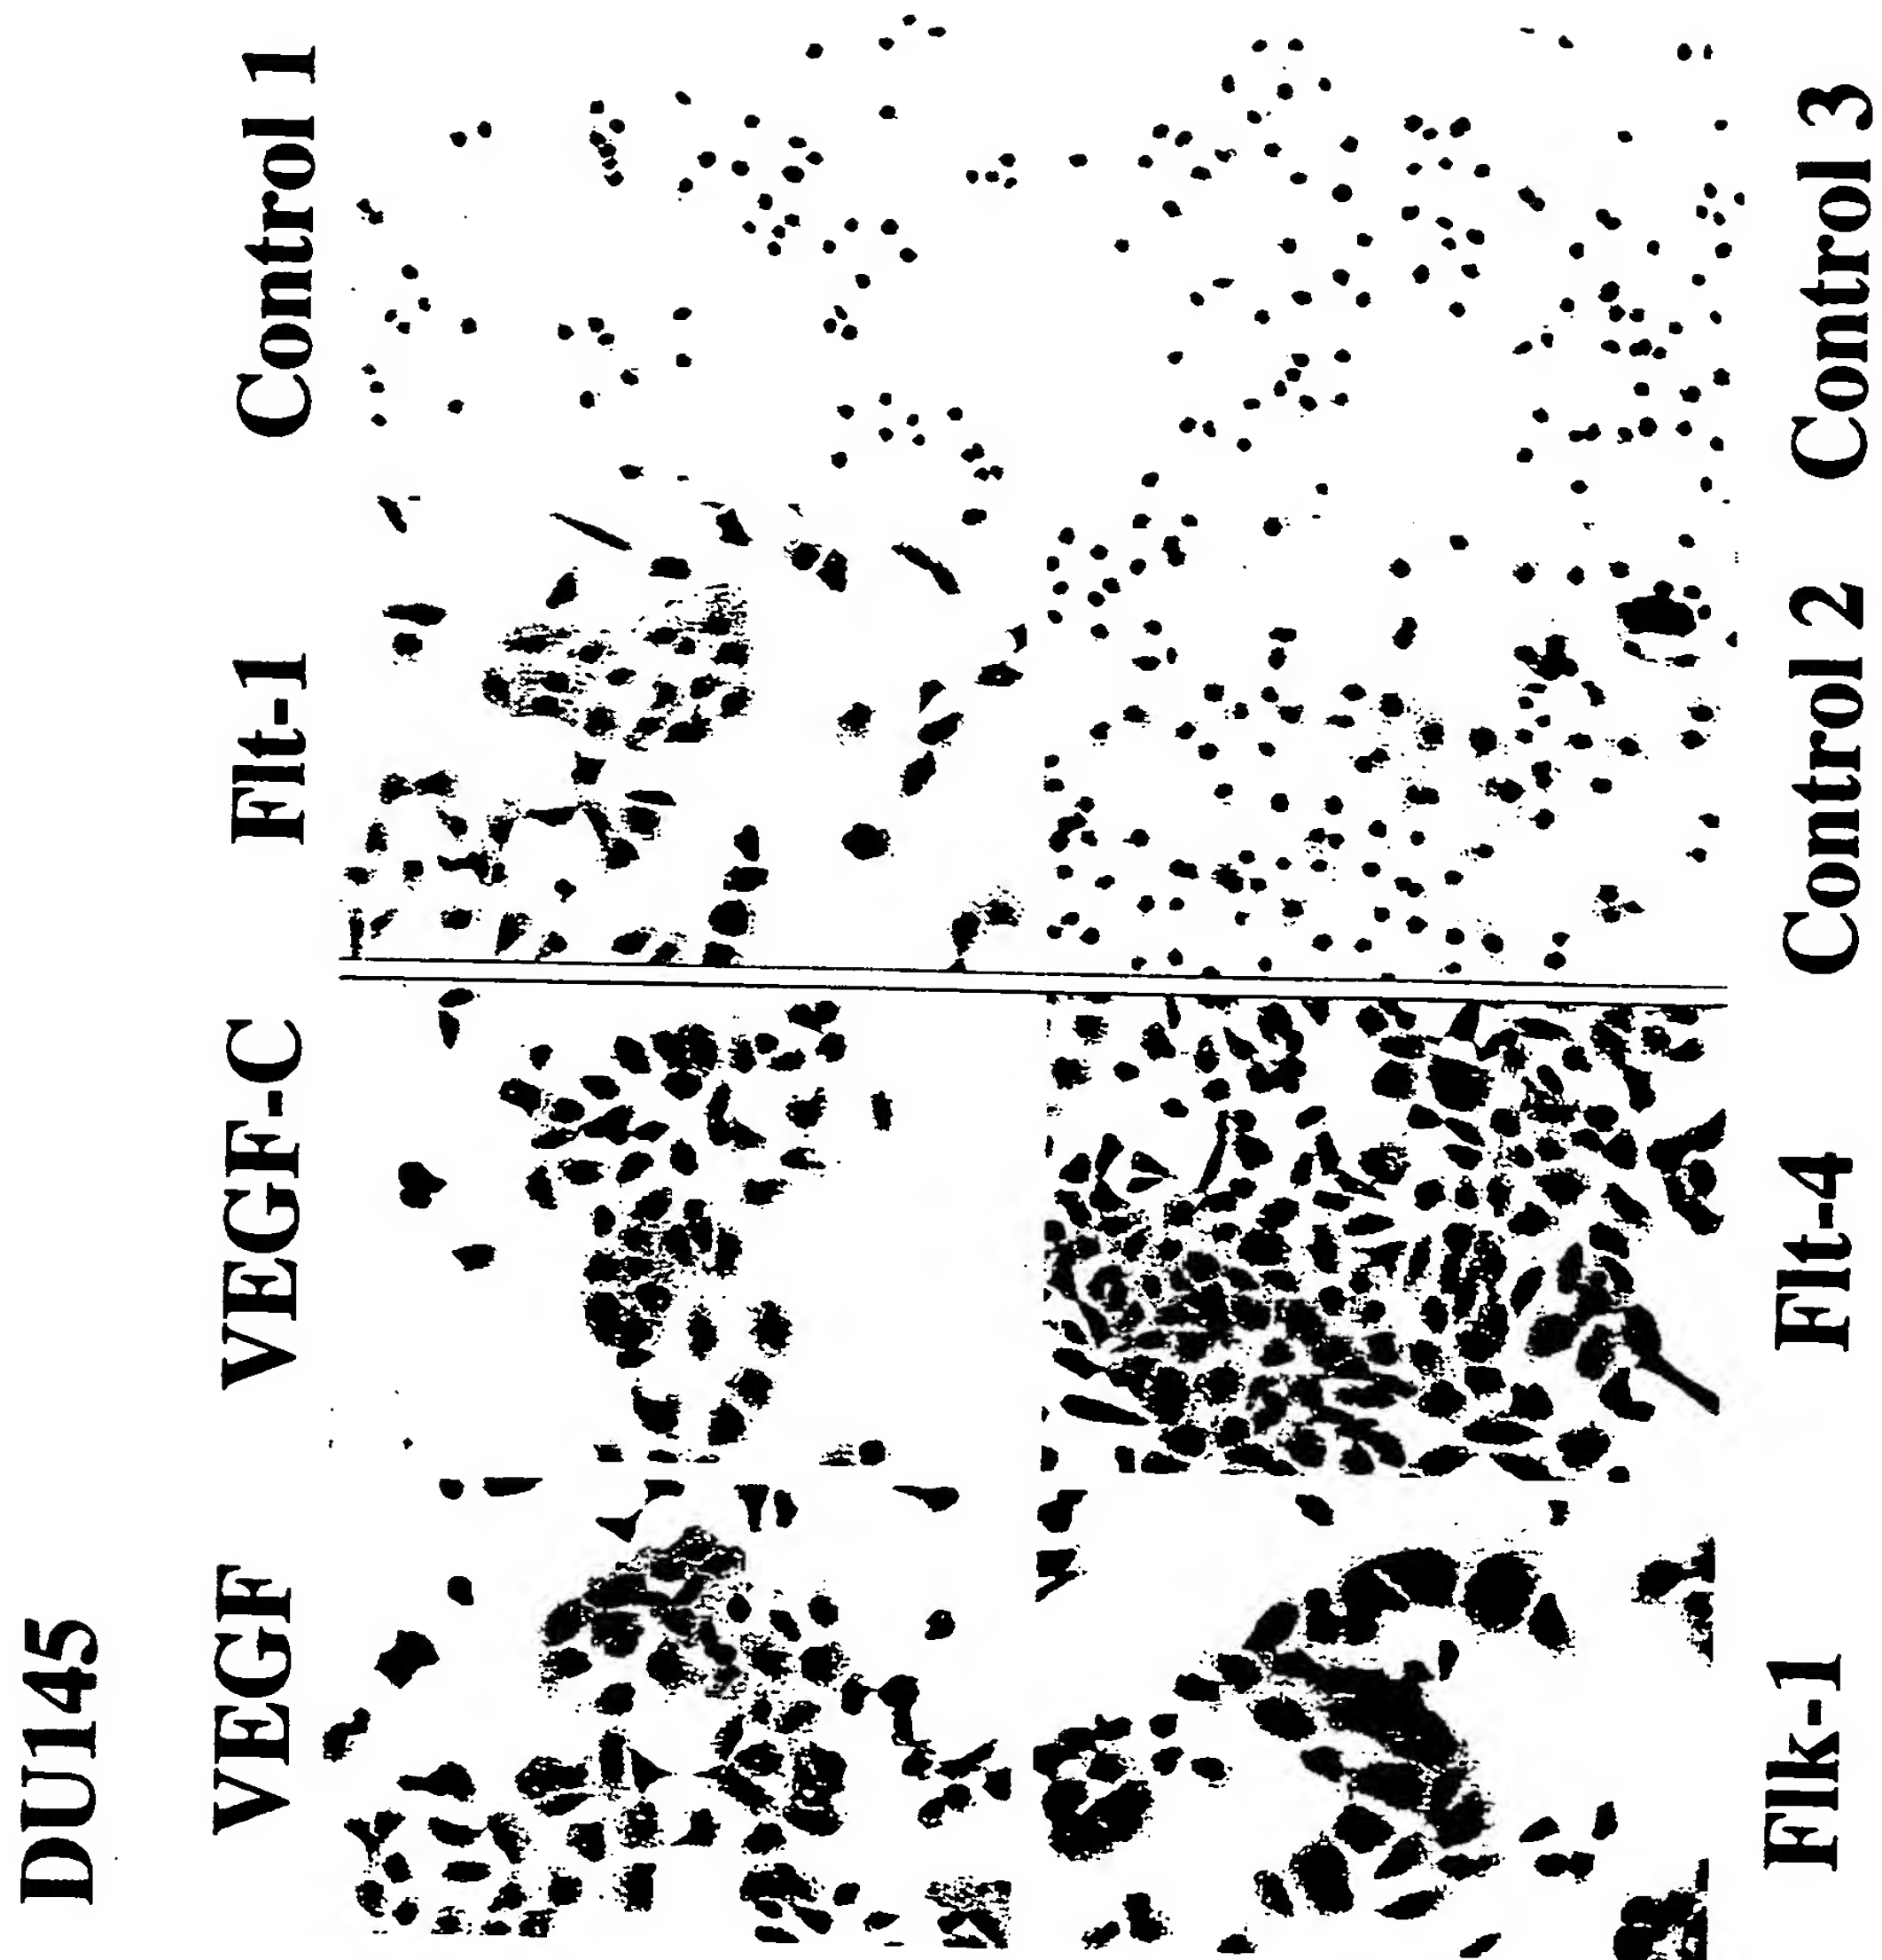 DU145
VEGF
VEGF-C
Flt-1
Control 1
Flk-1
Flt-4
Control 2
Control 3